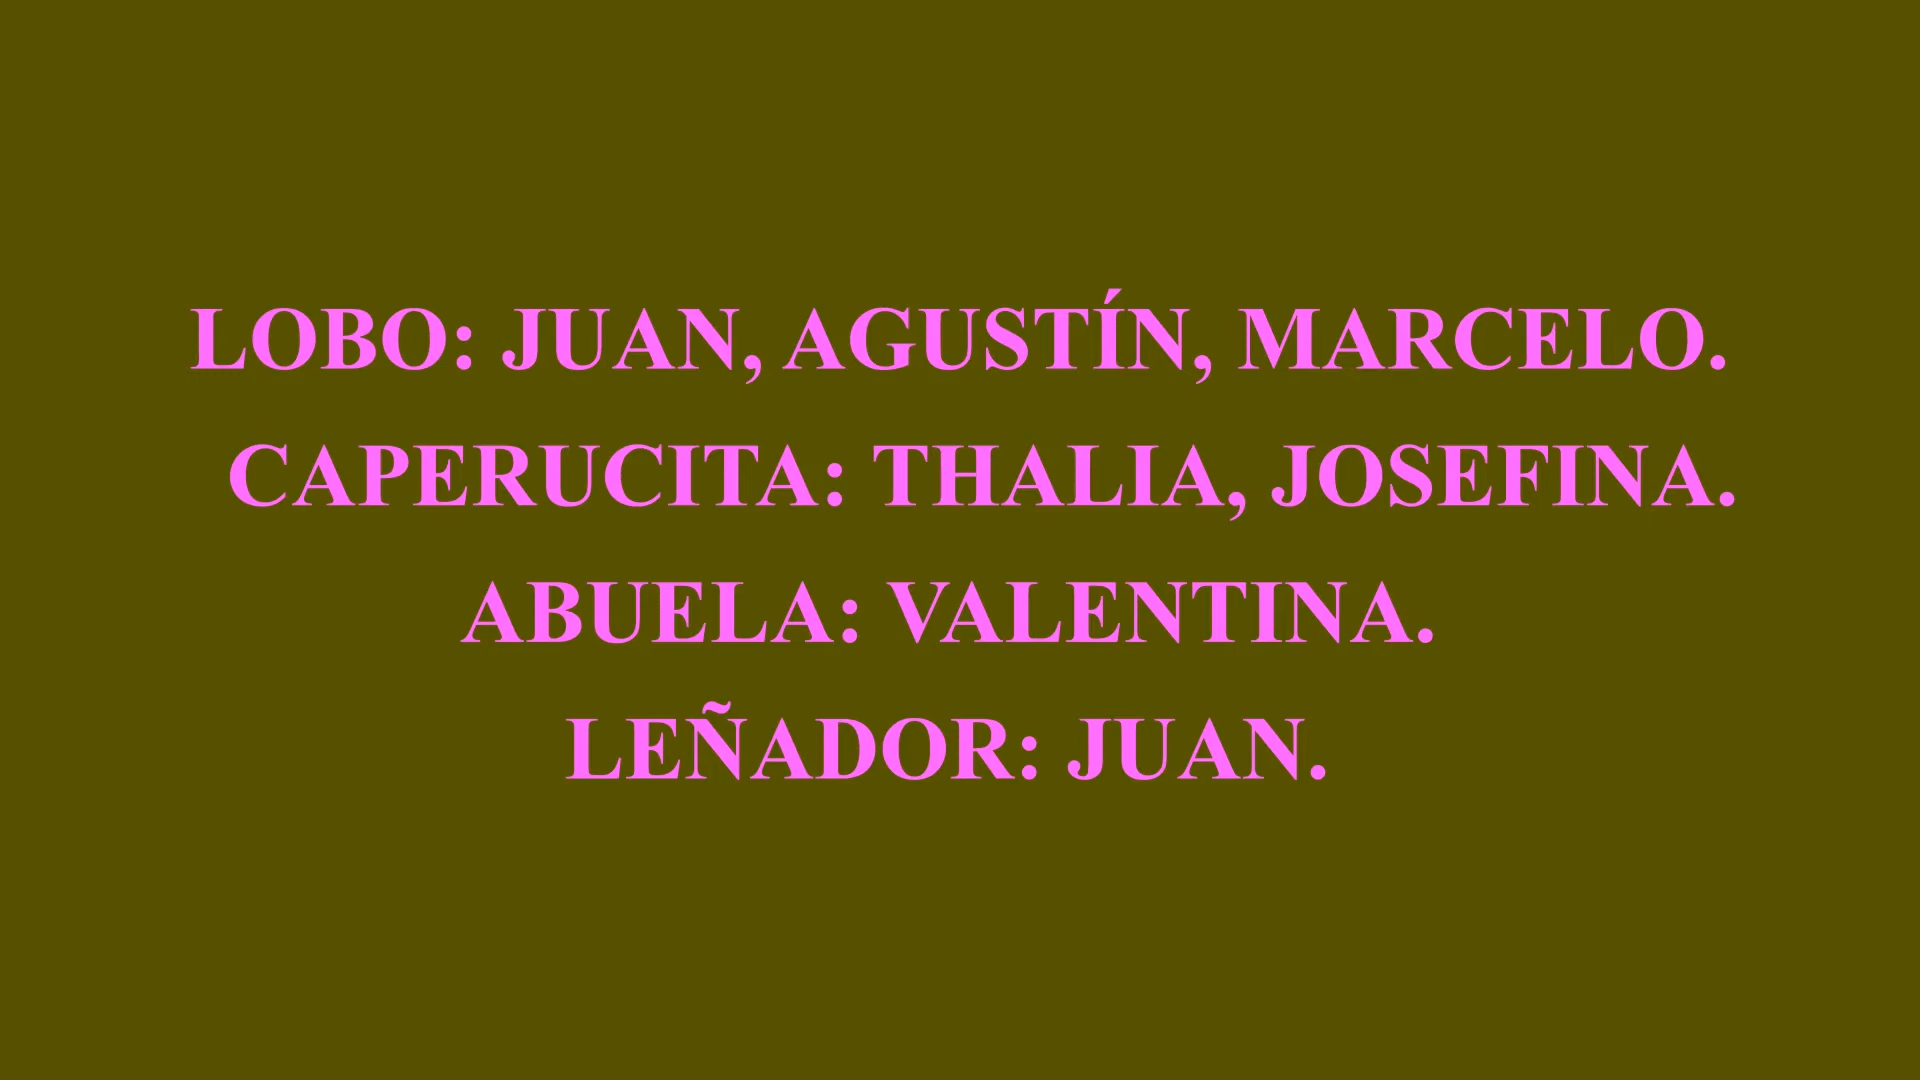 LOBO: JUAN, AGUSTÍN, MARCELO.
CAPERUCITA: THALIA, JOSEFINA.
ABUELA: VALENTINA.
LEÑADOR: JUAN.